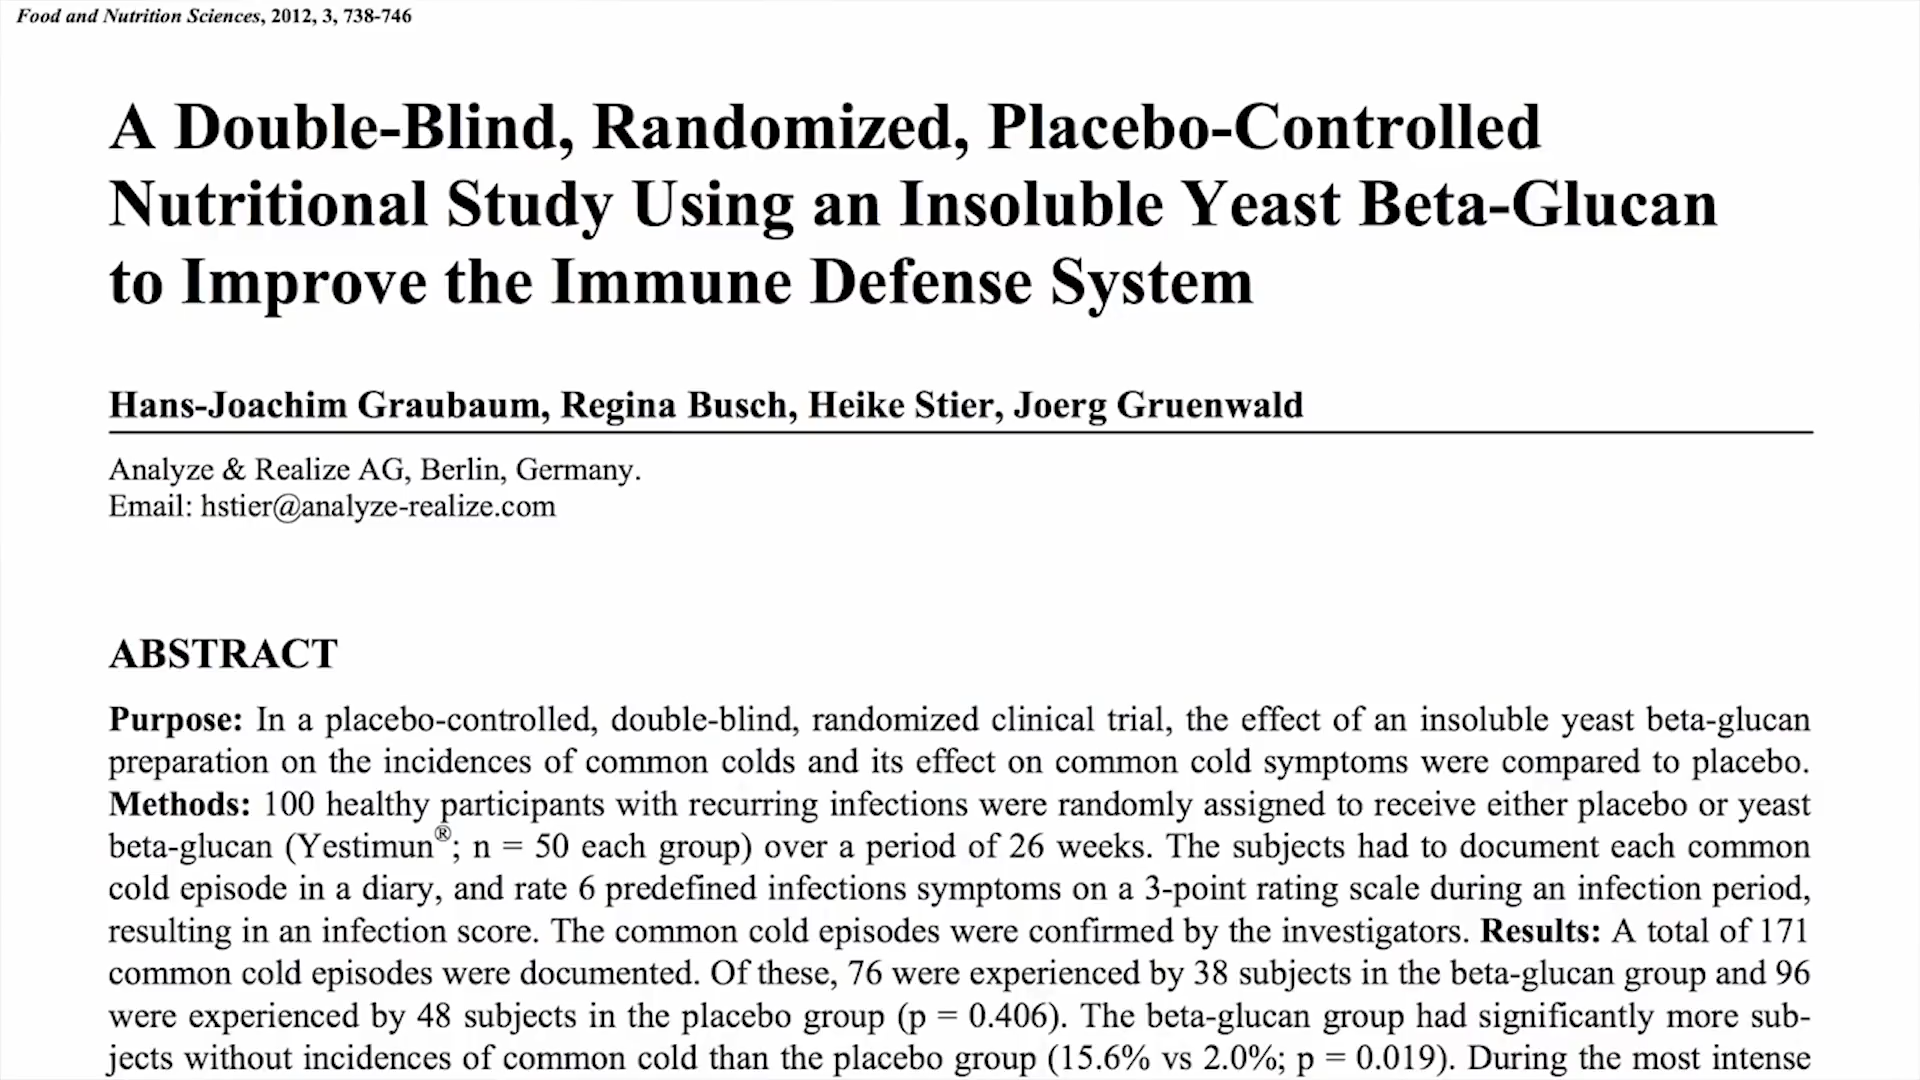 Food and Nutrition Sciences, 2012, 3, 738-746
A Double-Blind, Randomized, Placebo-Controlled
Nutritional Study Using an Insoluble Yeast Beta-Glucan
to Improve the Immune Defense System
Hans-Joachim Graubaum, Regina Busch, Heike Stier, Joerg Gruenwald
Analyze & Realize AG, Berlin, Germany.
Email: hstier@analyze-realize.com
ABSTRACT
Purpose: In a placebo-controlled, double-blind, randomized clinical trial, the effect of an insoluble yeast beta-glucan
preparation on the incidences of common colds and its effect on common cold symptoms were compared to placebo.
Methods: 100 healthy participants with recurring infections were randomly assigned to receive either placebo or yeast
beta-glucan (Yestimun®; n = 50 each group) over a period of 26 weeks. The subjects had to document each common
cold episode in a diary, and rate 6 predefined infections symptoms on a 3-point rating scale during an infection period,
resulting in an infection score. The common cold episodes were confirmed by the investigators. Results: A total of 171
common cold episodes were documented. Of these, 76 were experienced by 38 subjects in the beta-glucan group and 96
were experienced by 48 subjects in the placebo group (p = 0.406). The beta-glucan group had significantly more sub-
jects without incidences of common cold than the placebo group (15.6% vs 2.0%; p = 0.019). During the most intense